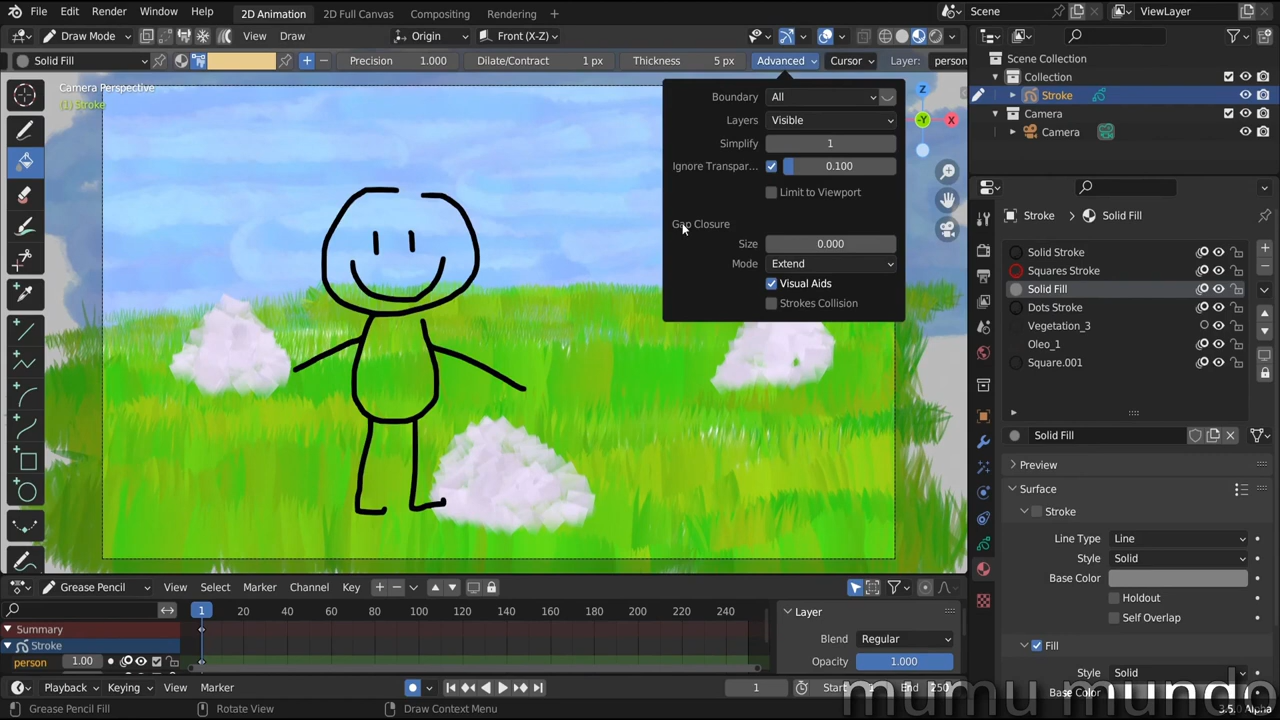 File Edit Render Window Help 2D Animation 2D Full Canvas Compositing Rendering Scene ViewLayer
Draw Mode View Draw Origin Front (X-Z)
Solid Fill Precision 1.000 Dilate/Contract 1 px Thickness 5 px Advanced Cursor Layer: person
Camera Perspective
(1) Stroke
Boundary All
Layers Visible
Simplify 1
Ignore Transpar... 0.100
Limit to Viewport
Gap Closure
Size 0.000
Mode Extend
Visual Aids
Strokes Collision
Z
-Y X
Scene Collection
Collection
Stroke
Camera
Camera
Stroke > Solid Fill
Solid Stroke
Squares Stroke
Solid Fill
Dots Stroke
Vegetation_3
Oleo_1
Square.001
Solid Fill
Preview
Surface
Stroke
Line Type Line
Style Solid
Base Color
Holdout
Self Overlap
Fill
Style Solid
Base Color
Grease Pencil View Select Marker Channel Key
1 20 40 60 80 100 120 140 160 180 200 220 240
Summary
Stroke
person 1.00
Layer
Blend Regular
Opacity 1.000
Playback Keying View Marker 1 Start 1 End 250
Grease Pencil Fill Rotate View Draw Context Menu 3.5.0 Alpha
mumu mundo